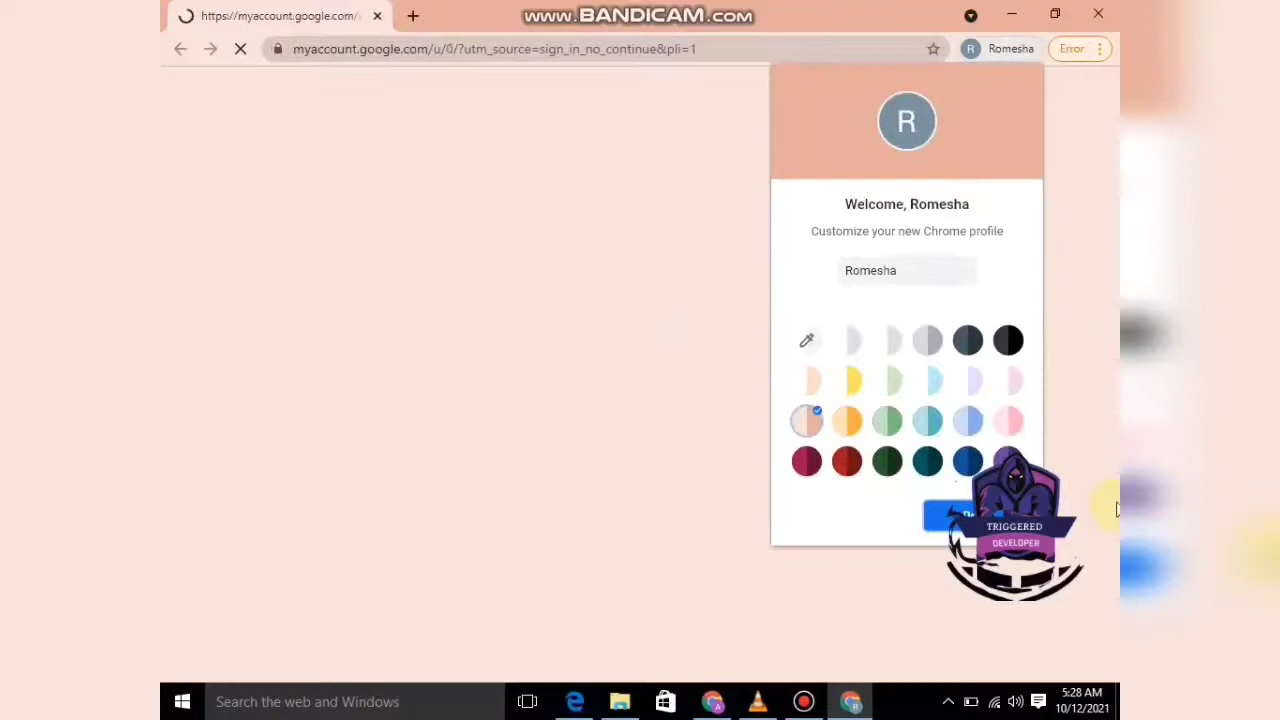 https://myaccount.google.com/
www.BANDICAM.com
myaccount.google.com/u/0/?utm_source=sign_in_no_continue&pli=1
R
Romesha
Error
R
Welcome, Romesha
Customize your new Chrome profile
Romesha
TRIGGERED
DEVELOPER
Search the web and Windows
A
R
5:28 AM
10/12/2021